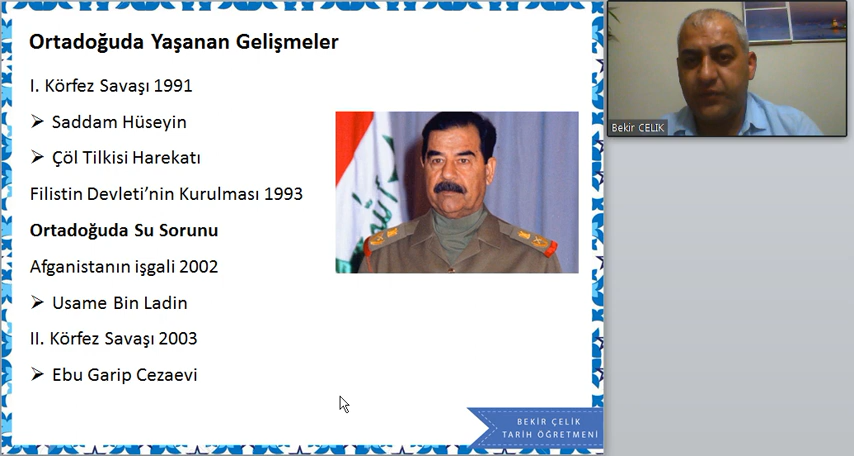 Ortadoğuda Yaşanan Gelişmeler
I. Körfez Savaşı 1991
Saddam Hüseyin
Çöl Tilkisi Harekatı
Filistin Devleti’nin Kurulması 1993
Ortadoğuda Su Sorunu
Afganistanın işgali 2002
Usame Bin Ladin
II. Körfez Savaşı 2003
Ebu Garip Cezaevi
BEKİR ÇELİK
TARİH ÖĞRETMENİ
Bekir CELIK